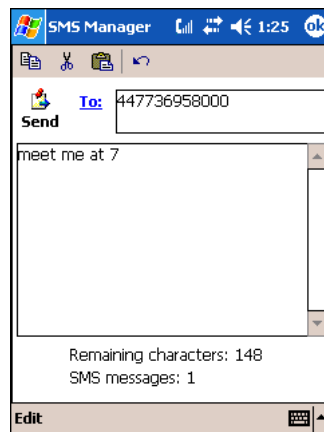 SMS Manager 1:25 ok
Send To: 447736958000
meet me at 7
Remaining characters: 148
SMS messages: 1
Edit